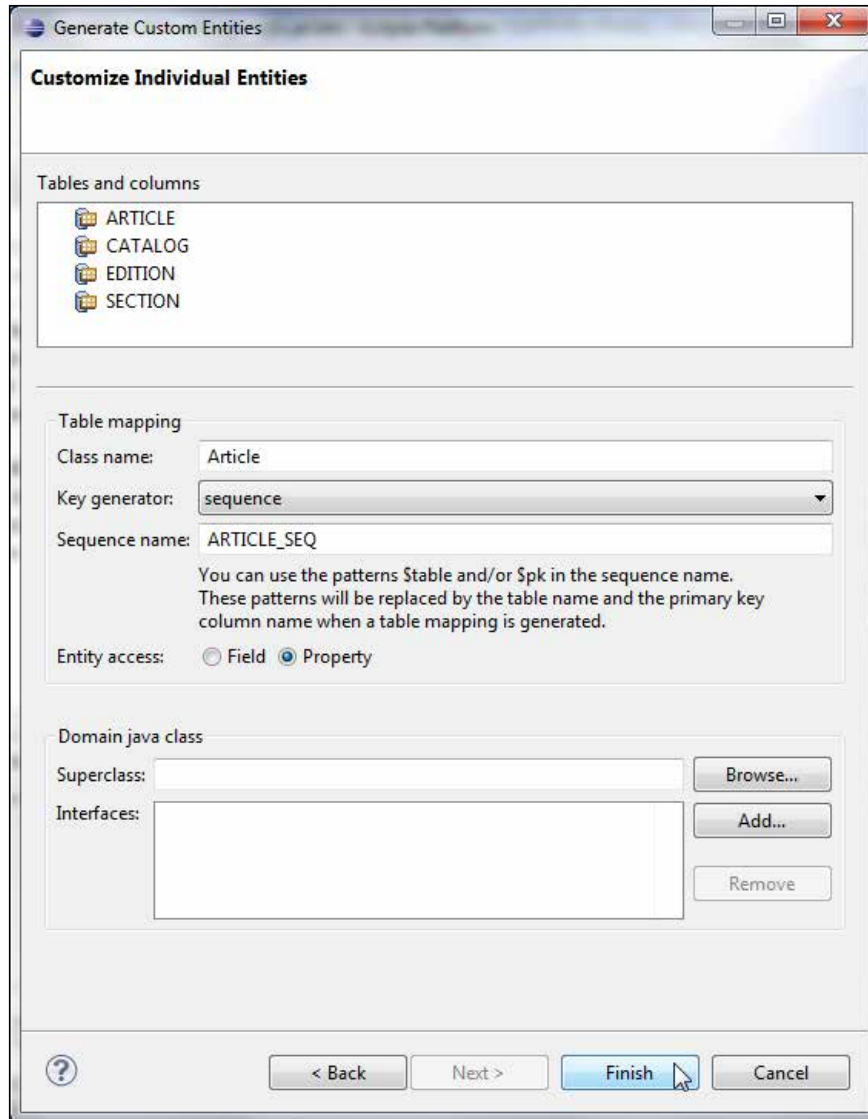 Generate Custom Entities
Customize Individual Entities
Tables and columns
ARTICLE
CATALOG
EDITION
SECTION
Table mapping
Class name: Article
Key generator: sequence
Sequence name: ARTICLE_SEQ
You can use the patterns $table and/or $pk in the sequence name.
These patterns will be replaced by the table name and the primary key
column name when a table mapping is generated.
Entity access: Field Property
Domain java class
Superclass: Browse...
Interfaces: Add...
Remove
? < Back Next > Finish Cancel